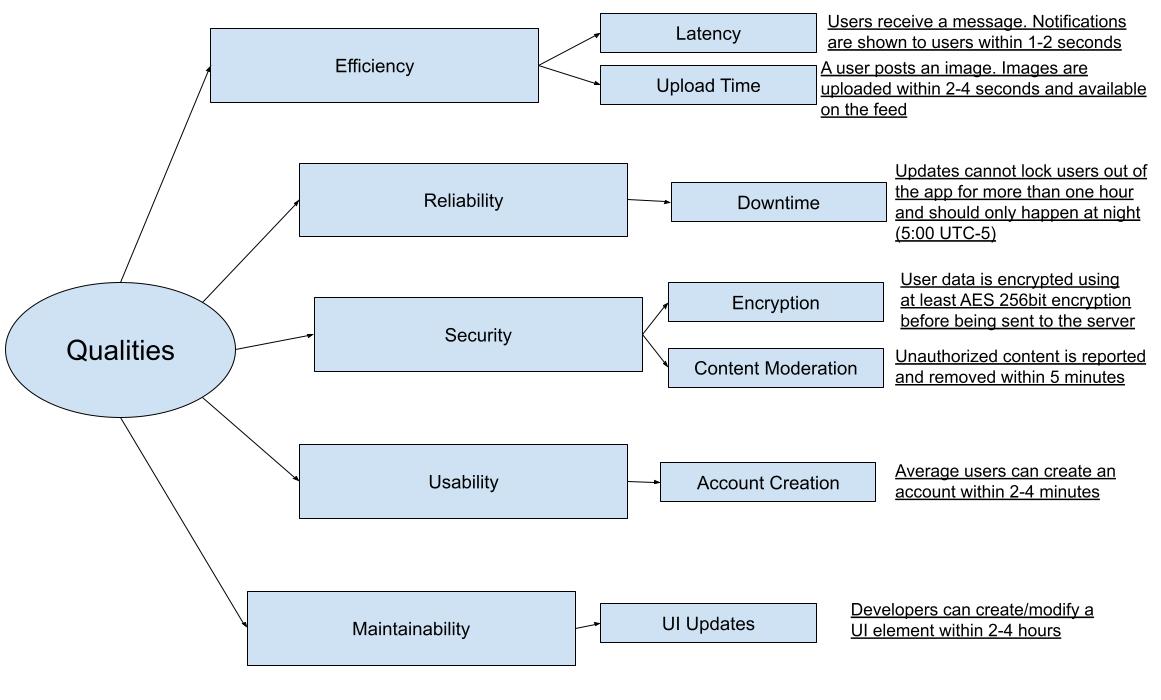 Qualities
Efficiency
Latency
Users receive a message. Notifications
are shown to users within 1-2 seconds
Upload Time
A user posts an image. Images are
uploaded within 2-4 seconds and available
on the feed
Reliability
Downtime
Updates cannot lock users out of
the app for more than one hour
and should only happen at night
(5:00 UTC-5)
Security
Encryption
User data is encrypted using
at least AES 256bit encryption
before being sent to the server
Content Moderation
Unauthorized content is reported
and removed within 5 minutes
Usability
Account Creation
Average users can create an
account within 2-4 minutes
Maintainability
UI Updates
Developers can create/modify a
UI element within 2-4 hours